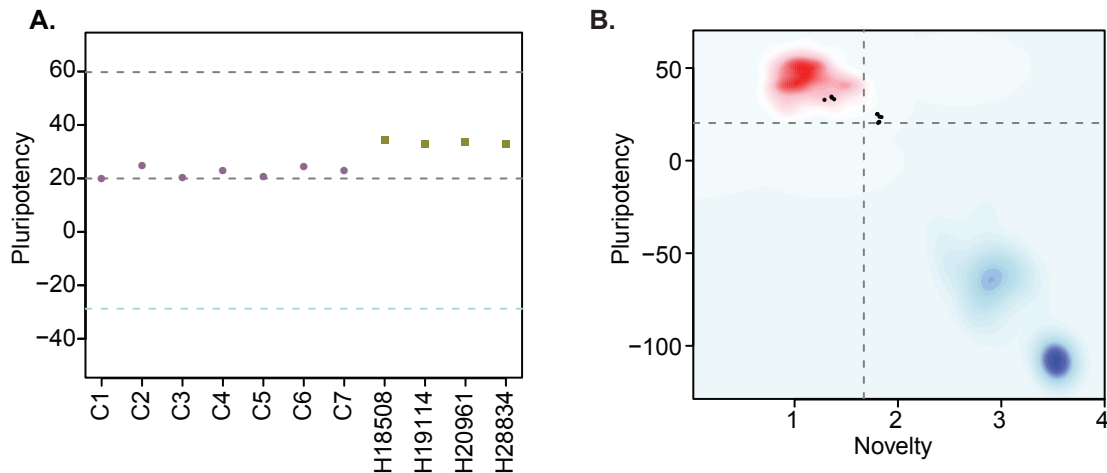 A.
Pluripotency
60
40
20
0
−20
−40
C1
C2
C3
C4
C5
C6
C7
H18508
H19114
H20961
H28834
B.
Pluripotency
50
0
−50
−100
1
2
3
4
Novelty